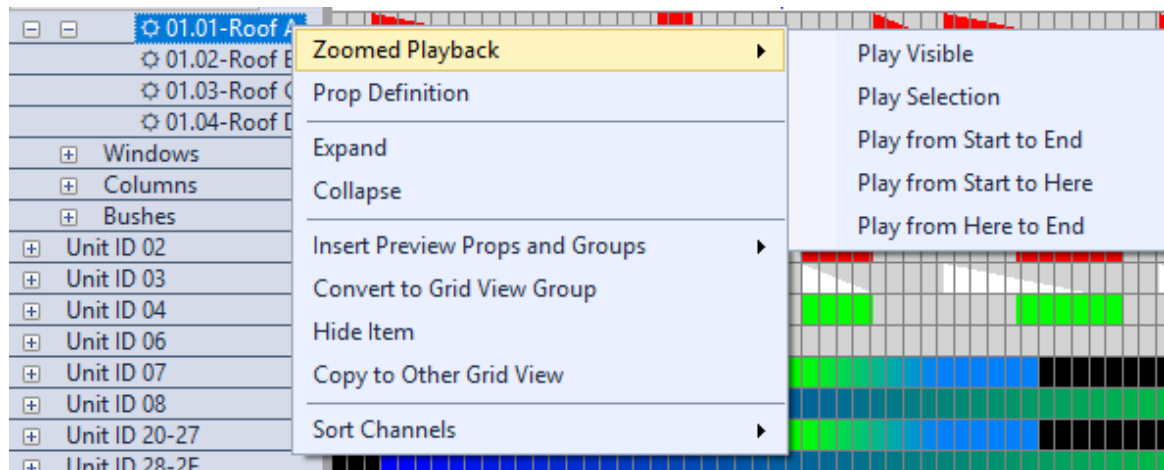 01.01-Roof A
01.02-Roof
01.03-Roof
01.04-Roof
Windows
Columns
Bushes
Unit ID 02
Unit ID 03
Unit ID 04
Unit ID 06
Unit ID 07
Unit ID 08
Unit ID 20-27
Unit ID 28-2F
Zoomed Playback
Prop Definition
Expand
Collapse
Insert Preview Props and Groups
Convert to Grid View Group
Hide Item
Copy to Other Grid View
Sort Channels
Play Visible
Play Selection
Play from Start to End
Play from Start to Here
Play from Here to End